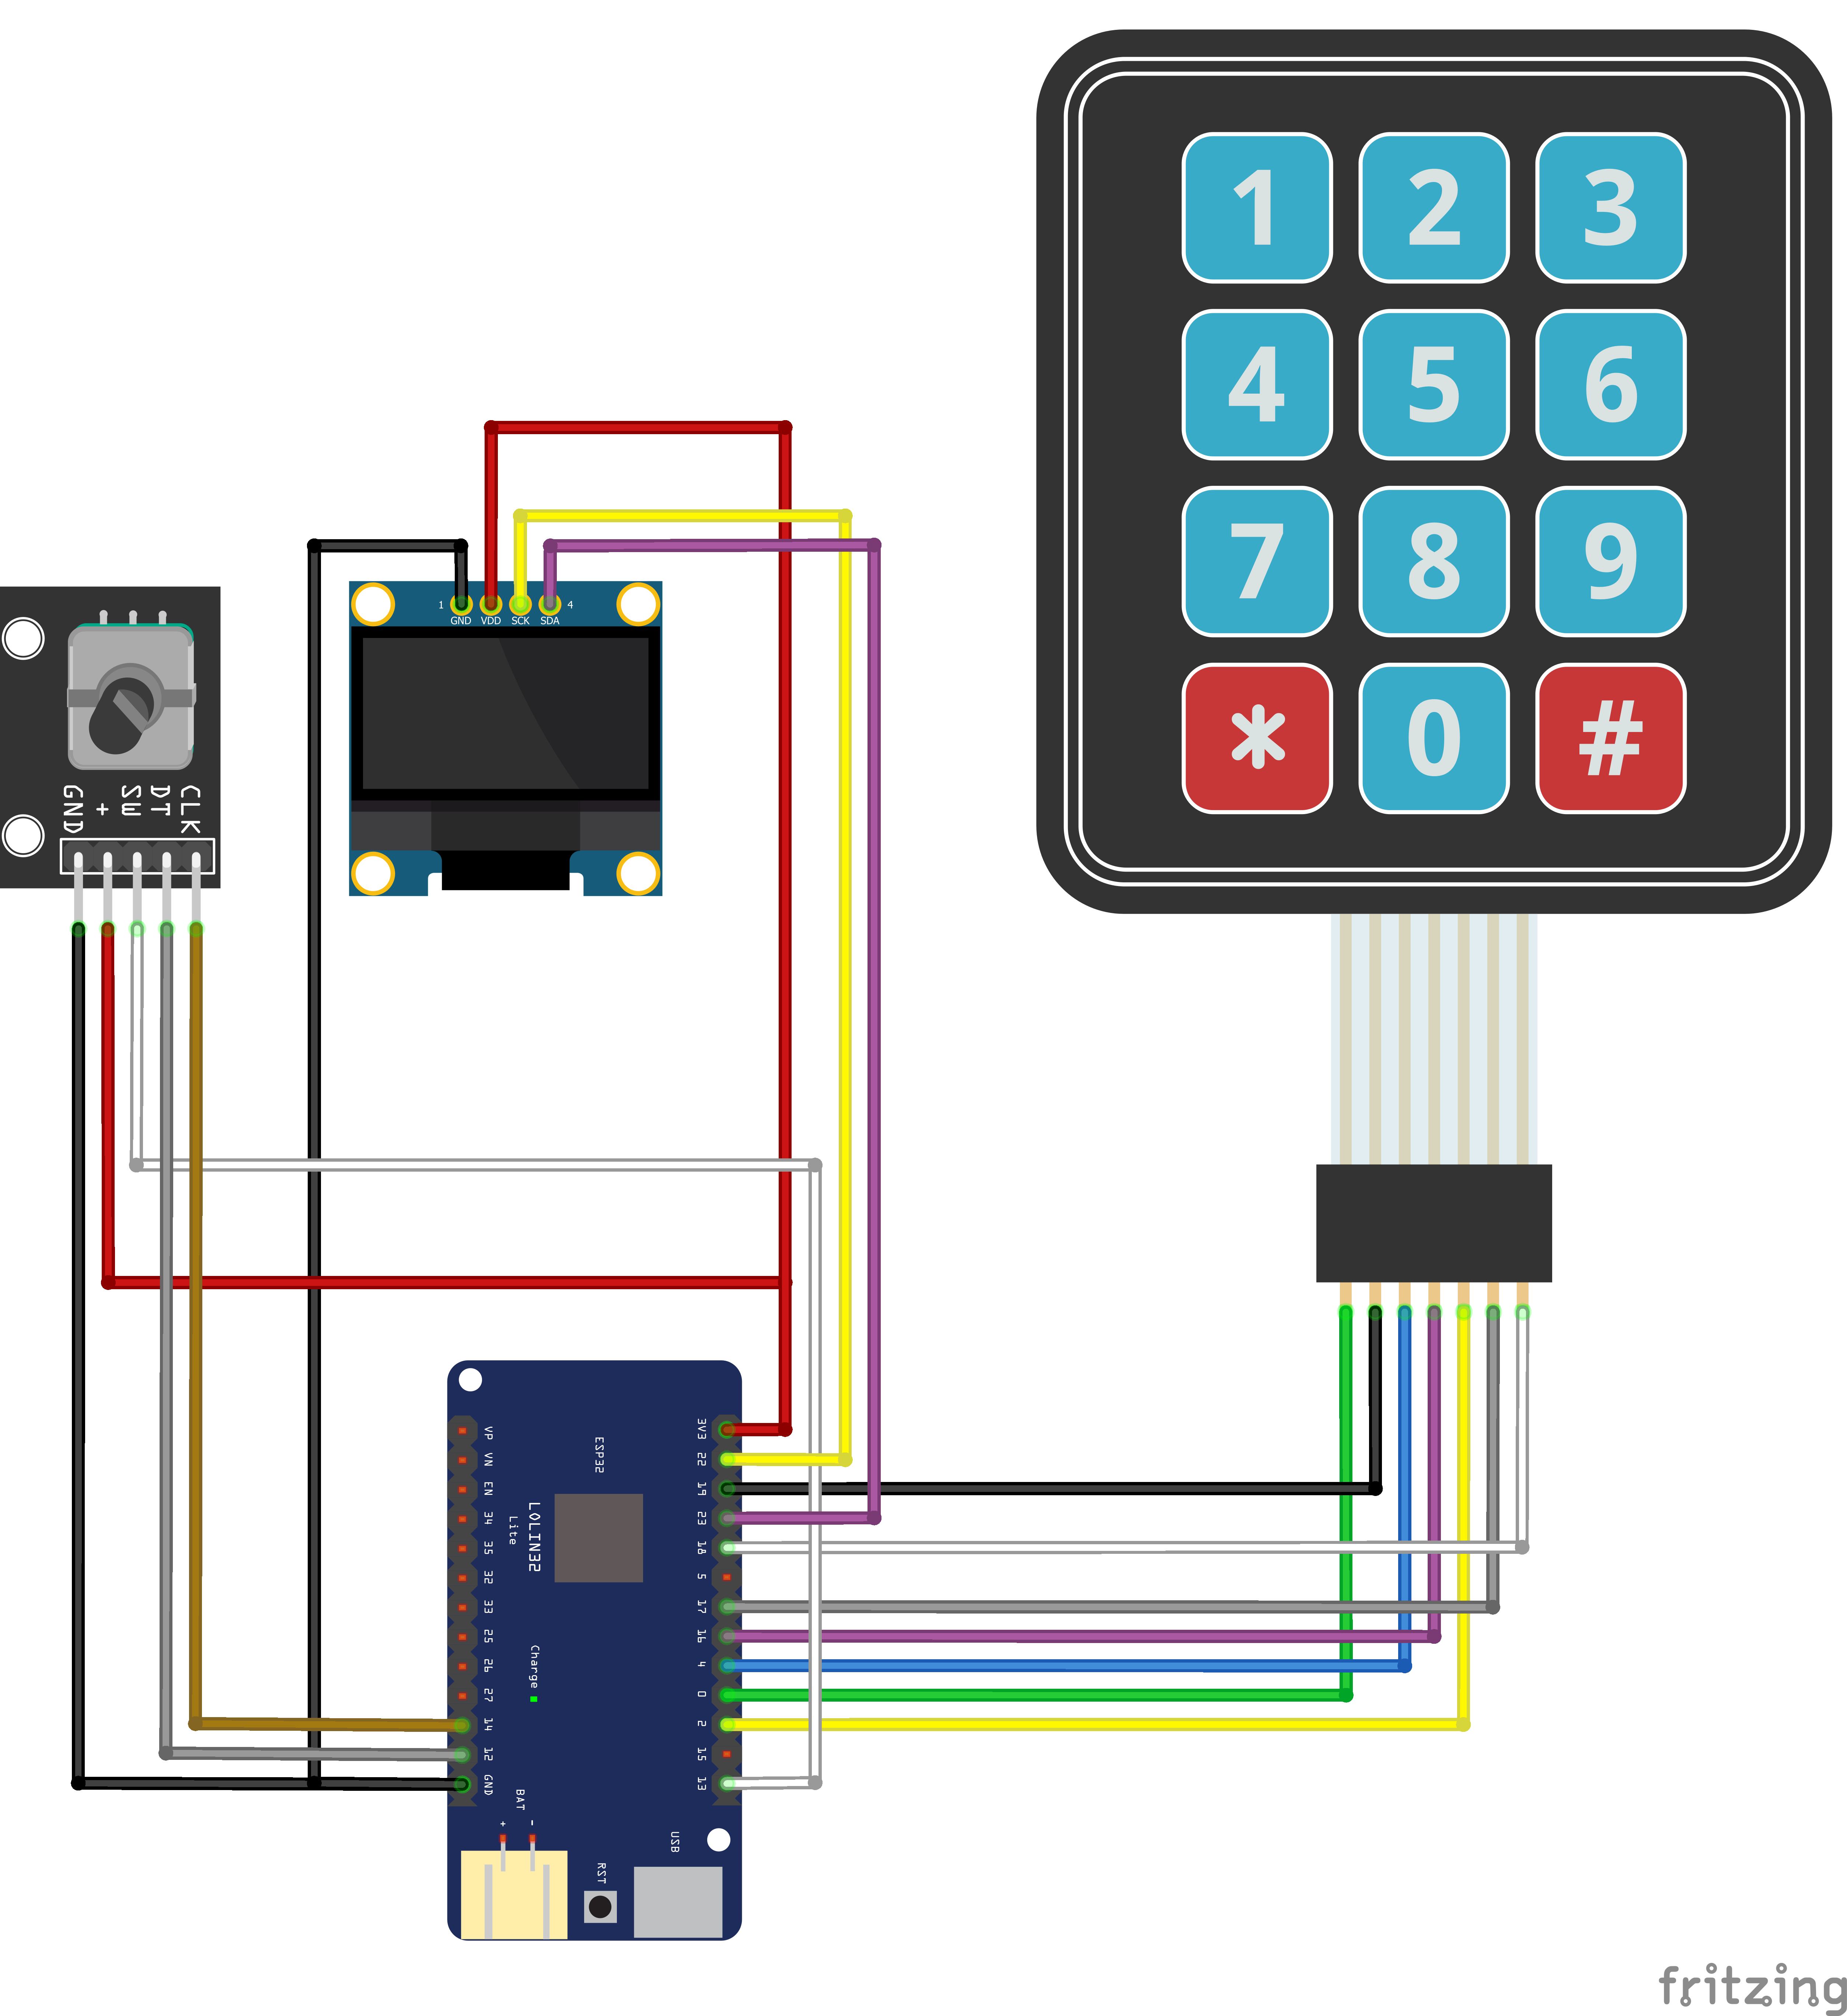 1 2 3
4 5 6
7 8 9
* 0 #
1 GND VDD SCK SDA 4
GND
+
SW
DT
CLK
ESP32
LOLIN32
Lite
Charge
VP
VN
EN
34
35
32
33
25
26
27
14
12
GND
3V3
22
19
23
18
5
17
16
4
0
2
15
13
BAT
+ -
RST
USB
fritzing